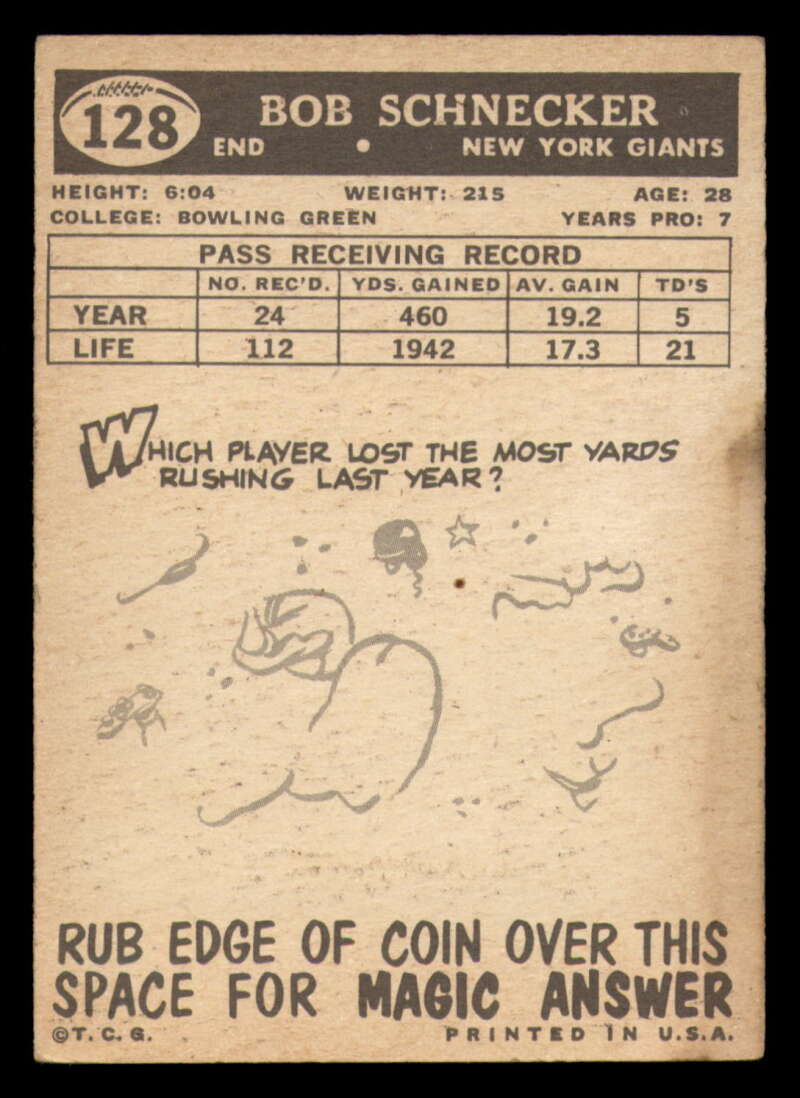 128
BOB SCHNECKER
END • NEW YORK GIANTS
HEIGHT: 6:04 WEIGHT: 215 AGE: 28
COLLEGE: BOWLING GREEN YEARS PRO: 7
PASS RECEIVING RECORD
NO. REC'D. YDS. GAINED AV. GAIN TD'S
YEAR 24 460 19.2 5
LIFE 112 1942 17.3 21
WHICH PLAYER LOST THE MOST YARDS
RUSHING LAST YEAR?
RUB EDGE OF COIN OVER THIS
SPACE FOR MAGIC ANSWER
©T.C.G. PRINTED IN U.S.A.